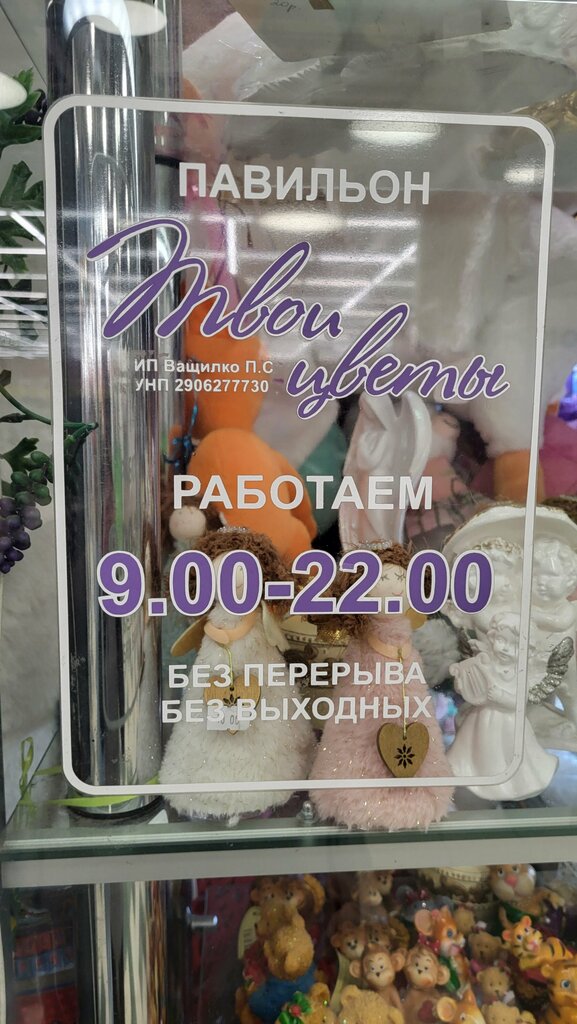 ПАВИЛЬОН
Твои
цветы
ИП Ващилко П.С
УНП 2906277730
РАБОТАЕМ
9.00-22.00
БЕЗ ПЕРЕРЫВА
БЕЗ ВЫХОДНЫХ